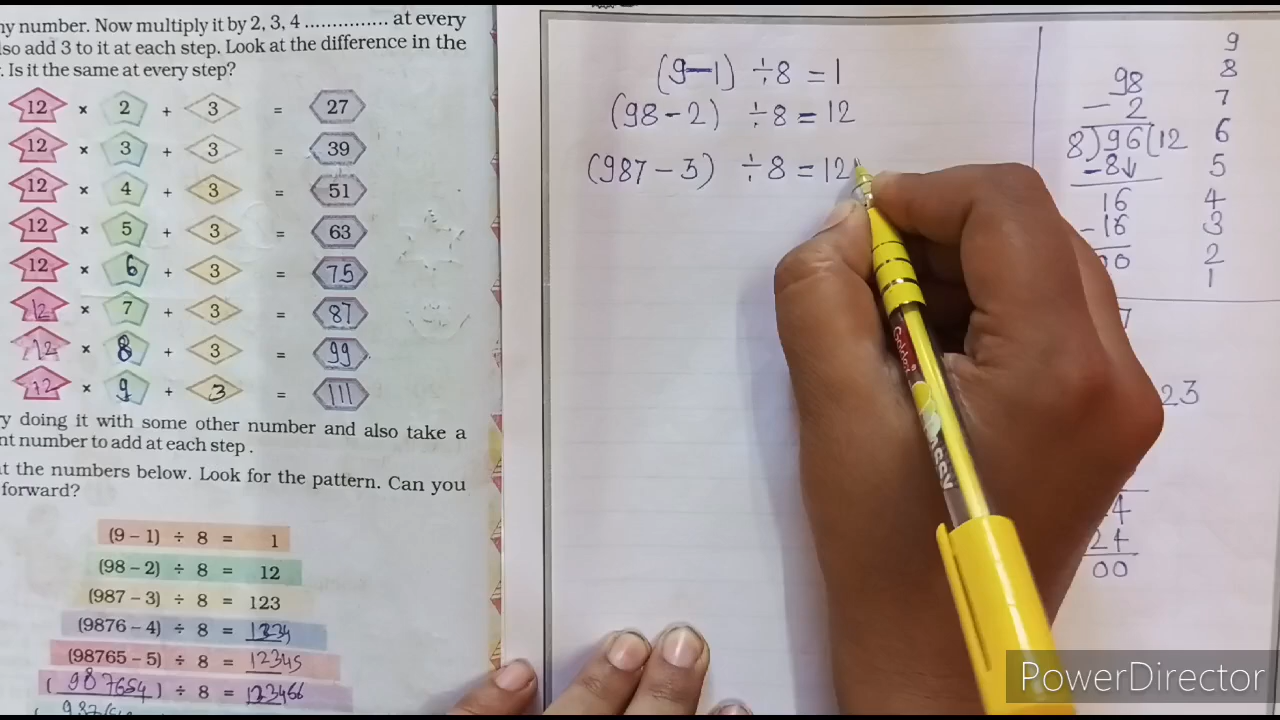 ny number. Now multiply it by 2, 3, 4 ............... at every
lso add 3 to it at each step. Look at the difference in the
. Is it the same at every step?
12 × 2 + 3 = 27
12 × 3 + 3 = 39
12 × 4 + 3 = 51
12 × 5 + 3 = 63
12 × 6 + 3 = 75
12 × 7 + 3 = 87
12 × 8 + 3 = 99
12 × 9 + 3 = 111
ry doing it with some other number and also take a
nt number to add at each step .
at the numbers below. Look for the pattern. Can you
forward?
(9 – 1) ÷ 8 = 1
(98 – 2) ÷ 8 = 12
(987 – 3) ÷ 8 = 123
(9876 – 4) ÷ 8 = 1234
(98765 – 5) ÷ 8 = 12345
( 987654 ) ÷ 8 = 123466
(9-1) ÷8 = 1
(98-2) ÷8 = 12
(987-3) ÷8 = 12
98
- 2
8)96(12
-8↓
16
-16
00
23
4
24
00
9
8
7
6
5
4
3
2
1
PowerDirector